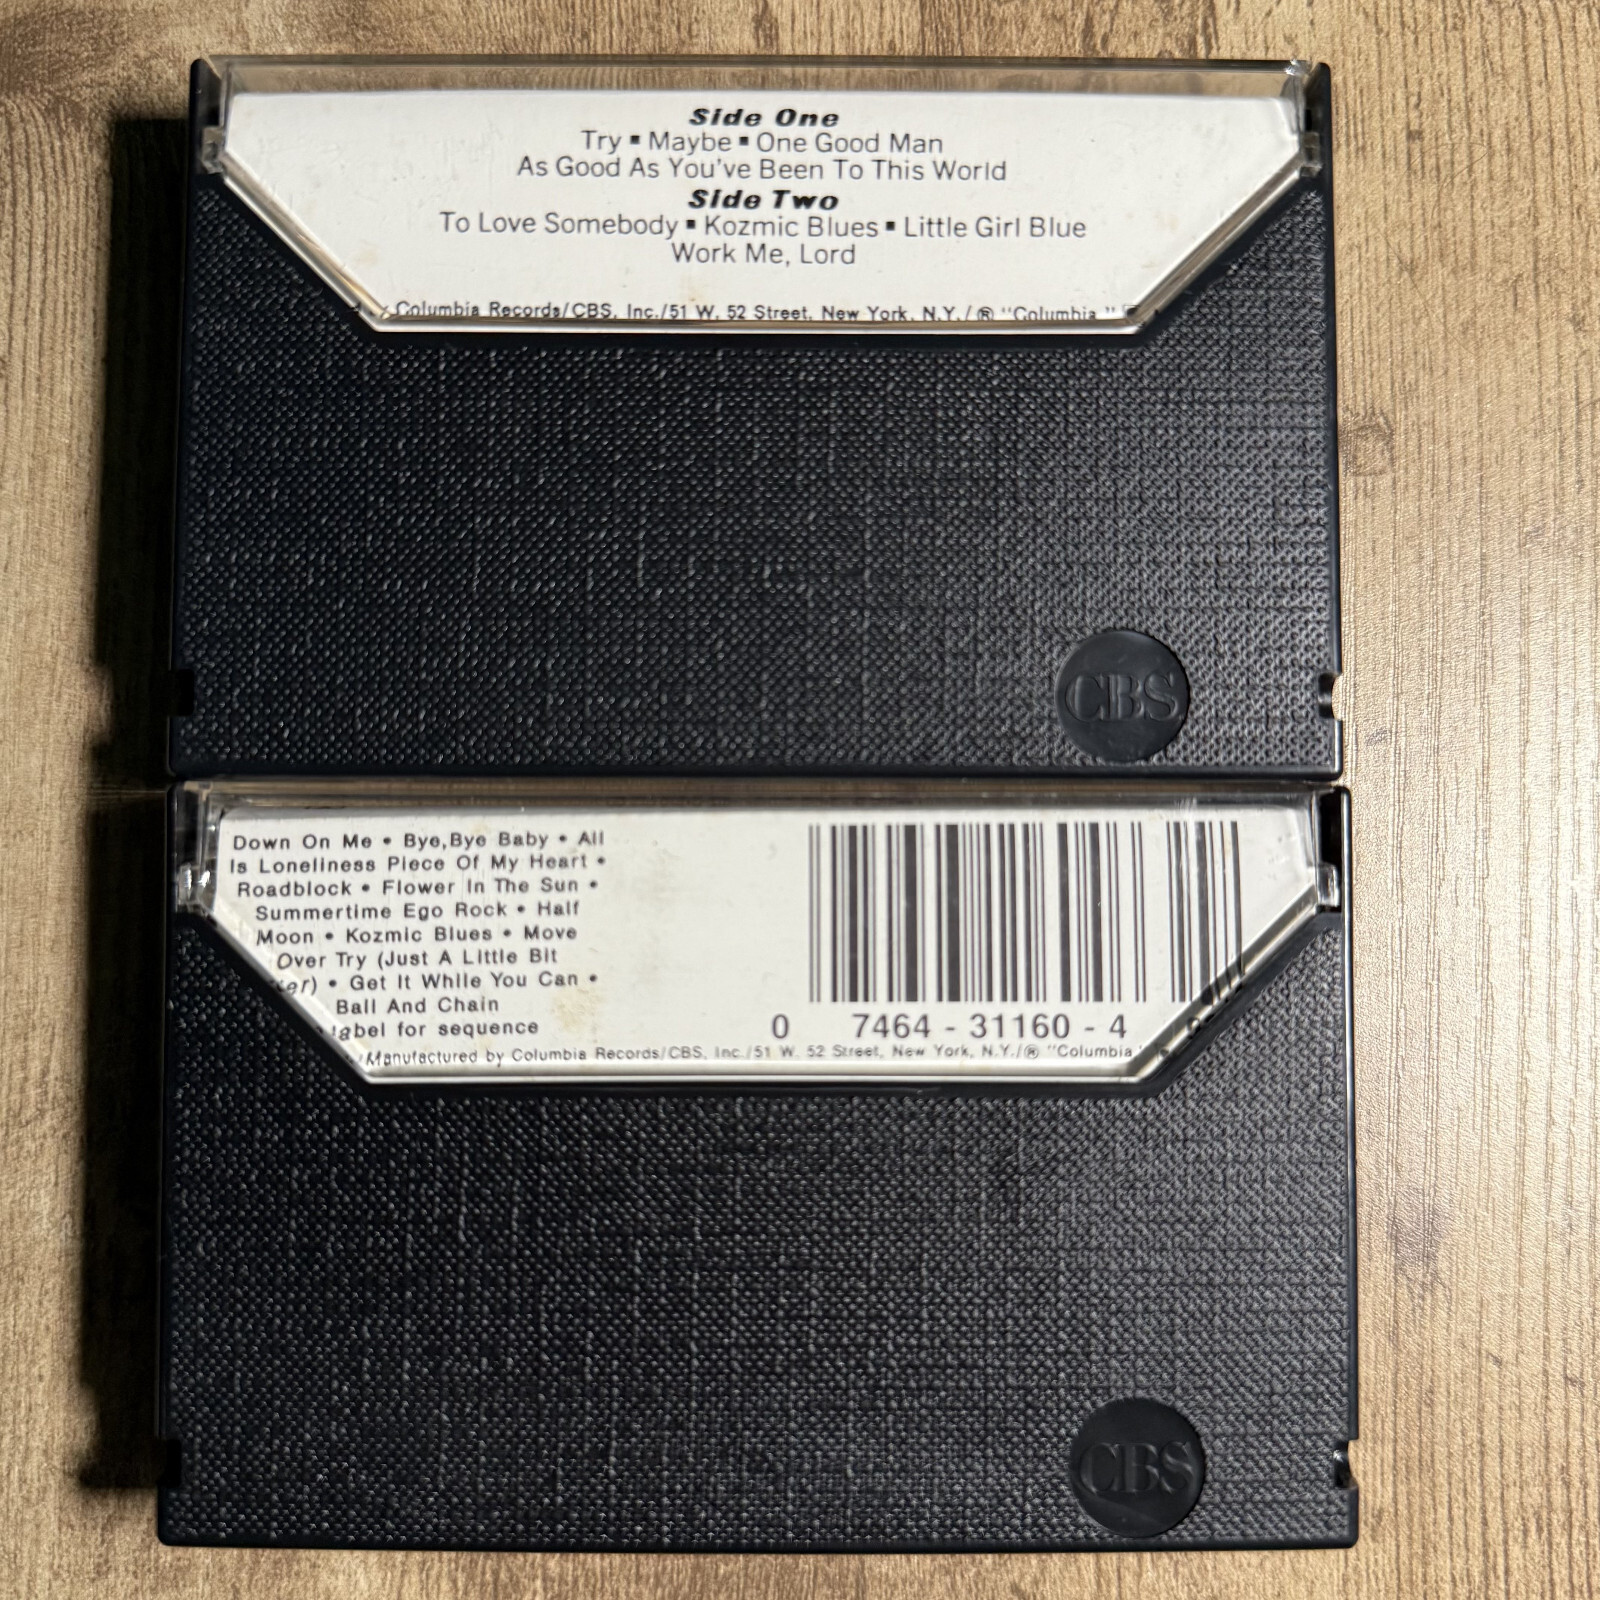 Side One
Try ▪ Maybe ▪ One Good Man
As Good As You've Been To This World
Side Two
To Love Somebody ▪ Kozmic Blues ▪ Little Girl Blue
Work Me, Lord
Columbia Records/CBS, Inc./51 W. 52 Street, New York, N.Y./® "Columbia,"
CBS
Down On Me • Bye,Bye Baby • All
Is Loneliness Piece Of My Heart •
Roadblock • Flower In The Sun •
Summertime Ego Rock • Half
Moon • Kozmic Blues • Move
Over Try (Just A Little Bit
• Get It While You Can •
Ball And Chain
for sequence
0 7464 - 31160 - 4
Manufactured by Columbia Records/CBS, Inc./51 W. 52 Street, New York, N.Y./® "Columbia,"
CBS